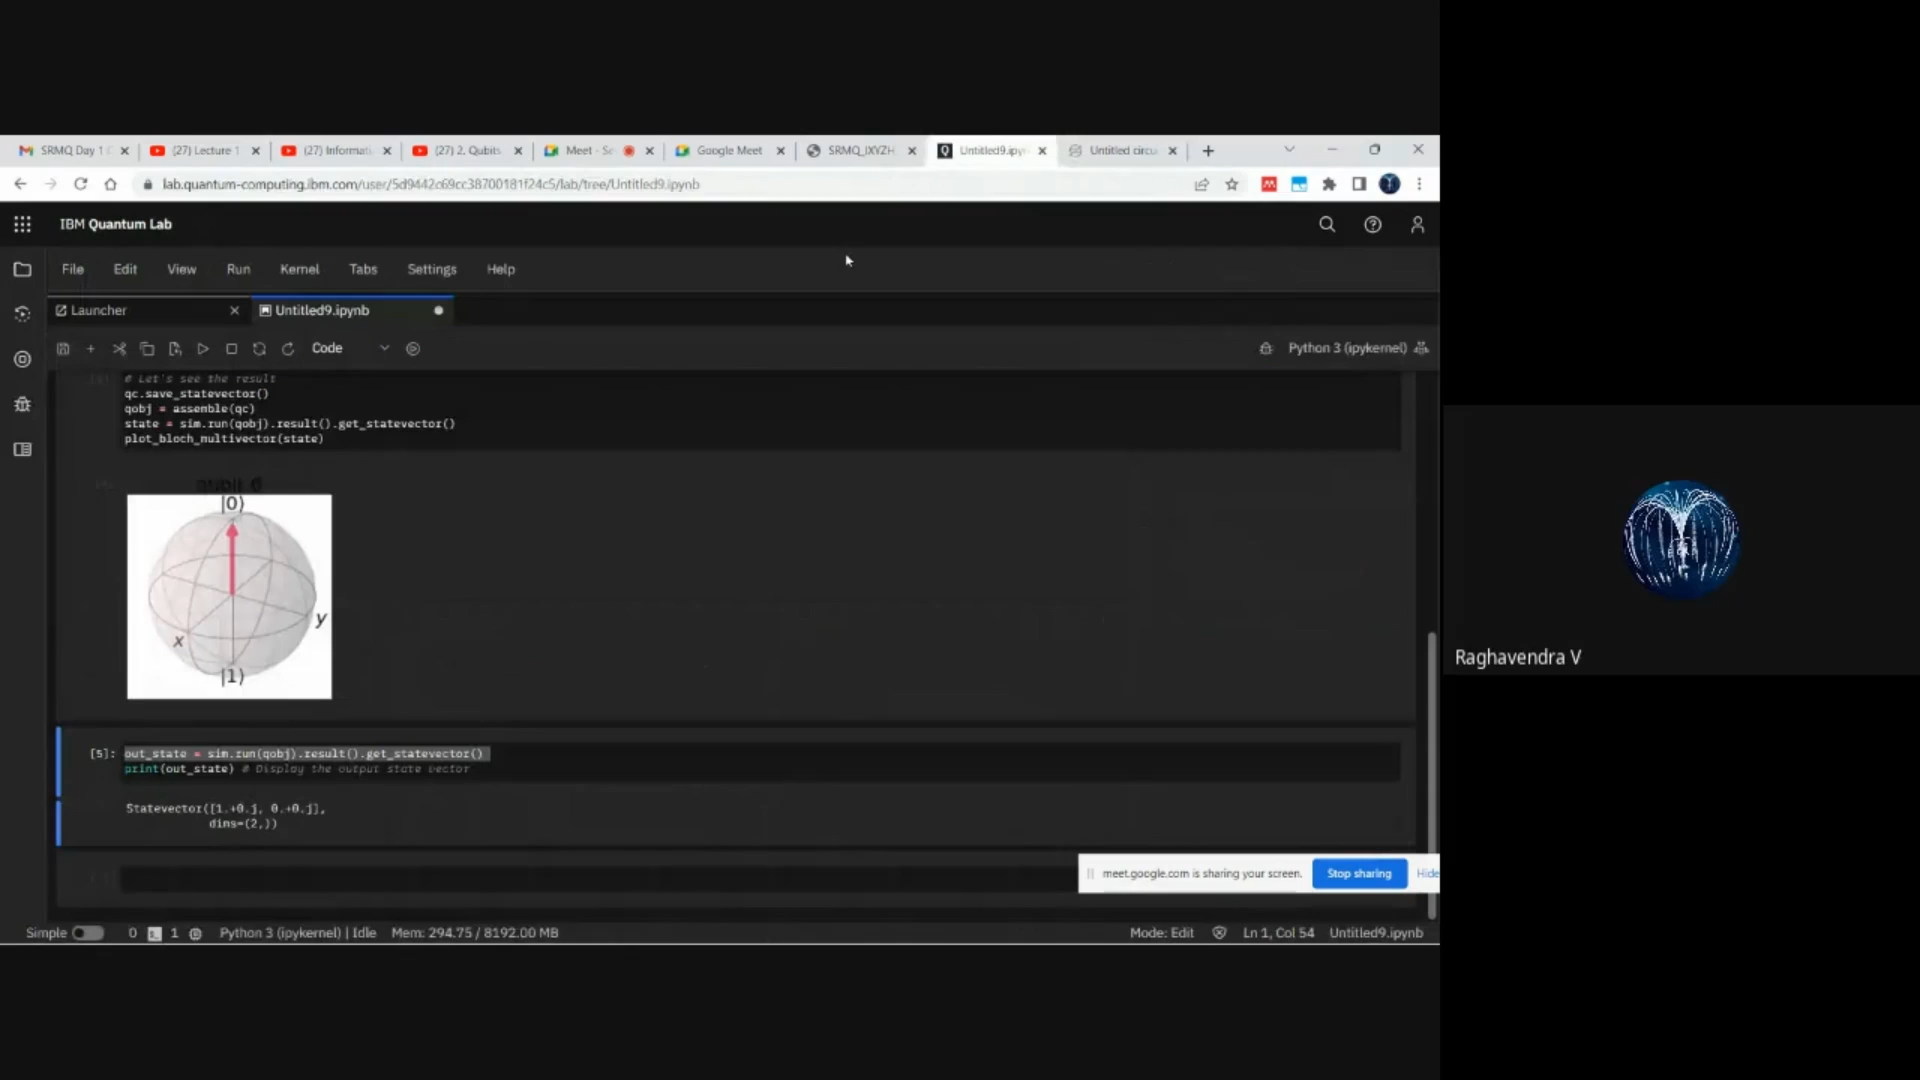 SRMQ Day 1
(27) Lecture 1
(27) Informati
(27) 2. Qubits
Meet - Se
Google Meet
SRMQ_IXYZH
Untitled9.ipy
Untitled circu
lab.quantum-computing.ibm.com/user/5d9442c69cc38700181f24c5/lab/tree/Untitled9.ipynb
IBM Quantum Lab
File Edit View Run Kernel Tabs Settings Help
Launcher
Untitled9.ipynb
Code
Python 3 (ipykernel)
# Let's see the result
qc.save_statevector()
qobj = assemble(qc)
state = sim.run(qobj).result().get_statevector()
plot_bloch_multivector(state)
qubit 0
|0⟩
x
y
|1⟩
[5]: out_state = sim.run(qobj).result().get_statevector()
print(out_state) # Display the output state vector
Statevector([1.+0.j, 0.+0.j],
dims=(2,))
meet.google.com is sharing your screen. Stop sharing Hide
Simple 0 1 Python 3 (ipykernel) | Idle Mem: 294.75 / 8192.00 MB Mode: Edit Ln 1, Col 54 Untitled9.ipynb
Raghavendra V